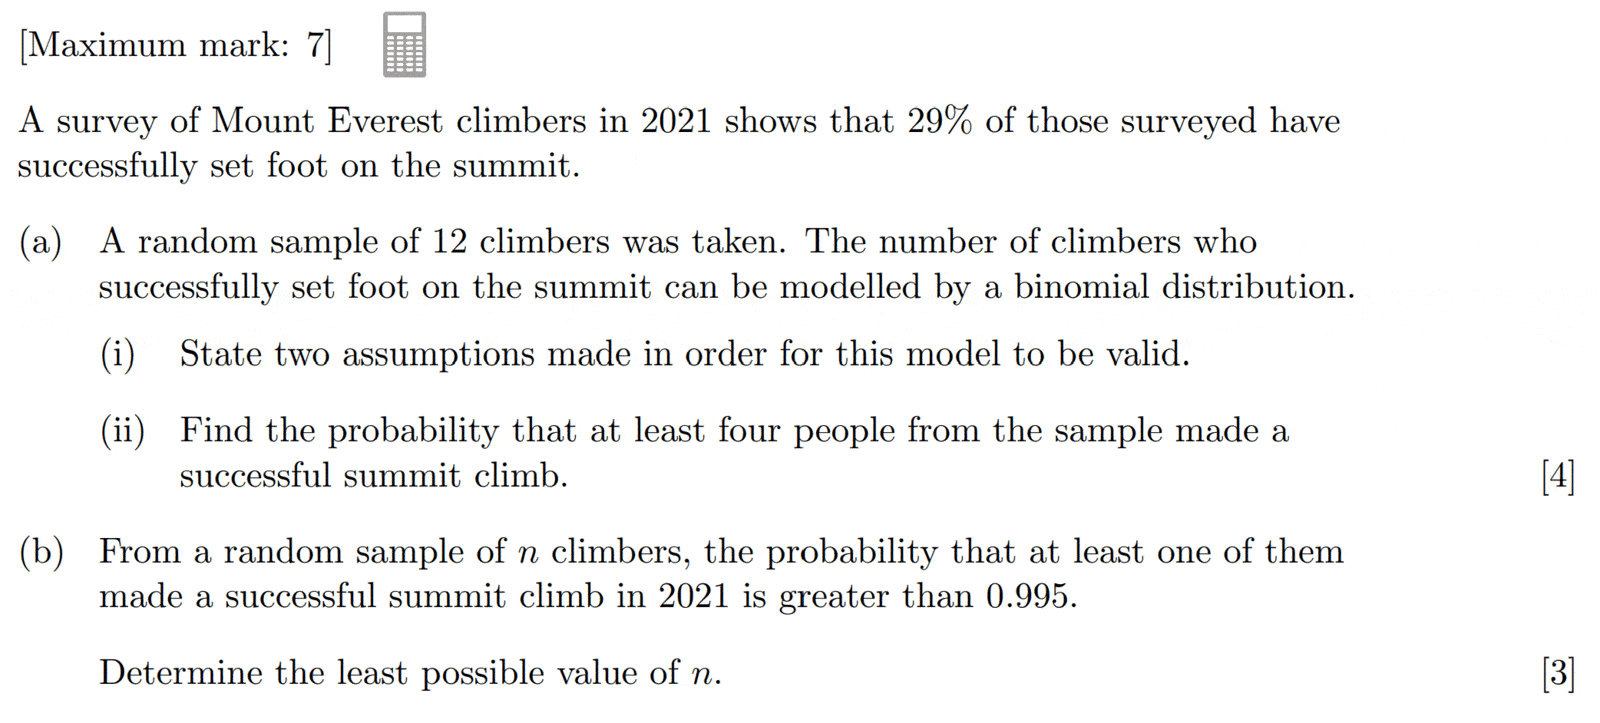 [Maximum mark: 7]
A survey of Mount Everest climbers in 2021 shows that 29% of those surveyed have
successfully set foot on the summit.
(a) A random sample of 12 climbers was taken. The number of climbers who
successfully set foot on the summit can be modelled by a binomial distribution.
(i) State two assumptions made in order for this model to be valid.
(ii) Find the probability that at least four people from the sample made a
successful summit climb. [4]
(b) From a random sample of n climbers, the probability that at least one of them
made a successful summit climb in 2021 is greater than 0.995.
Determine the least possible value of n. [3]